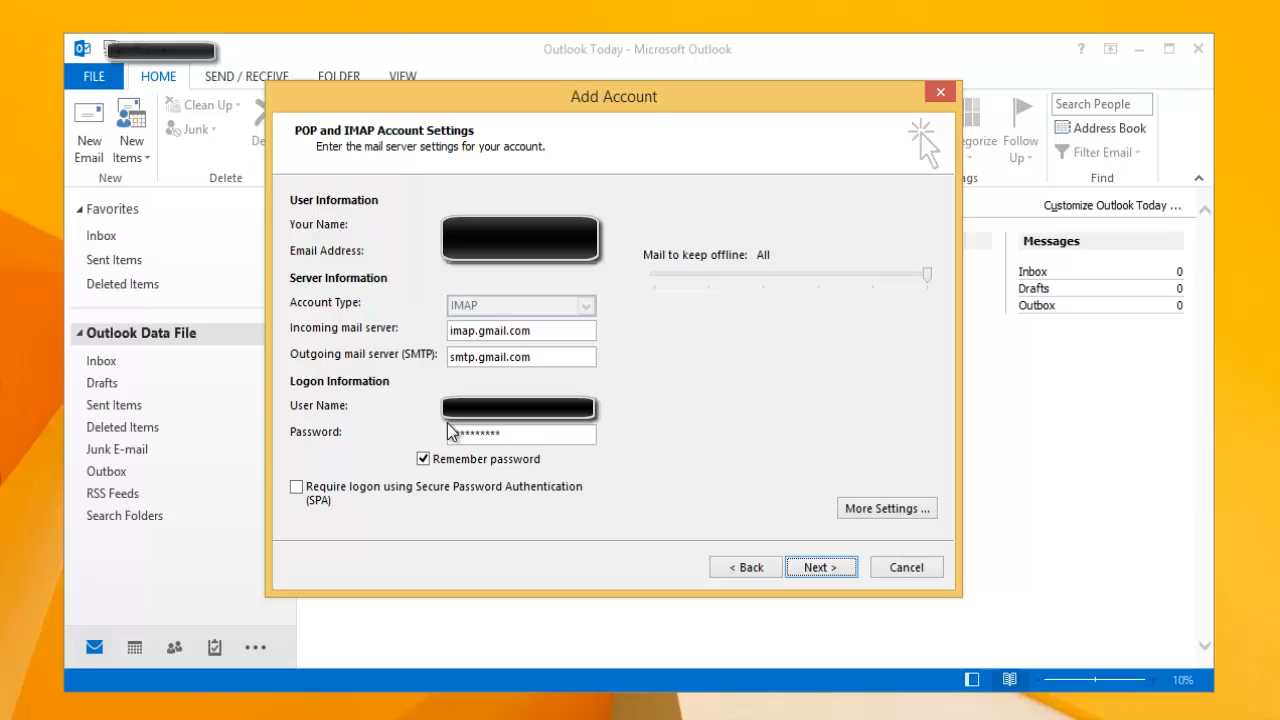 Outlook Today - Microsoft Outlook
?
FILE
HOME
SEND / RECEIVE
FOLDER
VIEW
New
Email
New
Items
New
Clean Up
Junk
De
Delete
egorize
Follow
Up
ags
Search People
Address Book
Filter Email
Find
Favorites
Inbox
Sent Items
Deleted Items
Outlook Data File
Inbox
Drafts
Sent Items
Deleted Items
Junk E-mail
Outbox
RSS Feeds
Search Folders
Add Account
POP and IMAP Account Settings
Enter the mail server settings for your account.
User Information
Your Name:
Email Address:
Server Information
Account Type:
IMAP
Incoming mail server:
imap.gmail.com
Outgoing mail server (SMTP):
smtp.gmail.com
Logon Information
User Name:
Password:
*********
Remember password
Require logon using Secure Password Authentication
(SPA)
Mail to keep offline: All
More Settings ...
< Back
Next >
Cancel
Customize Outlook Today ...
Messages
Inbox 0
Drafts 0
Outbox 0
10%